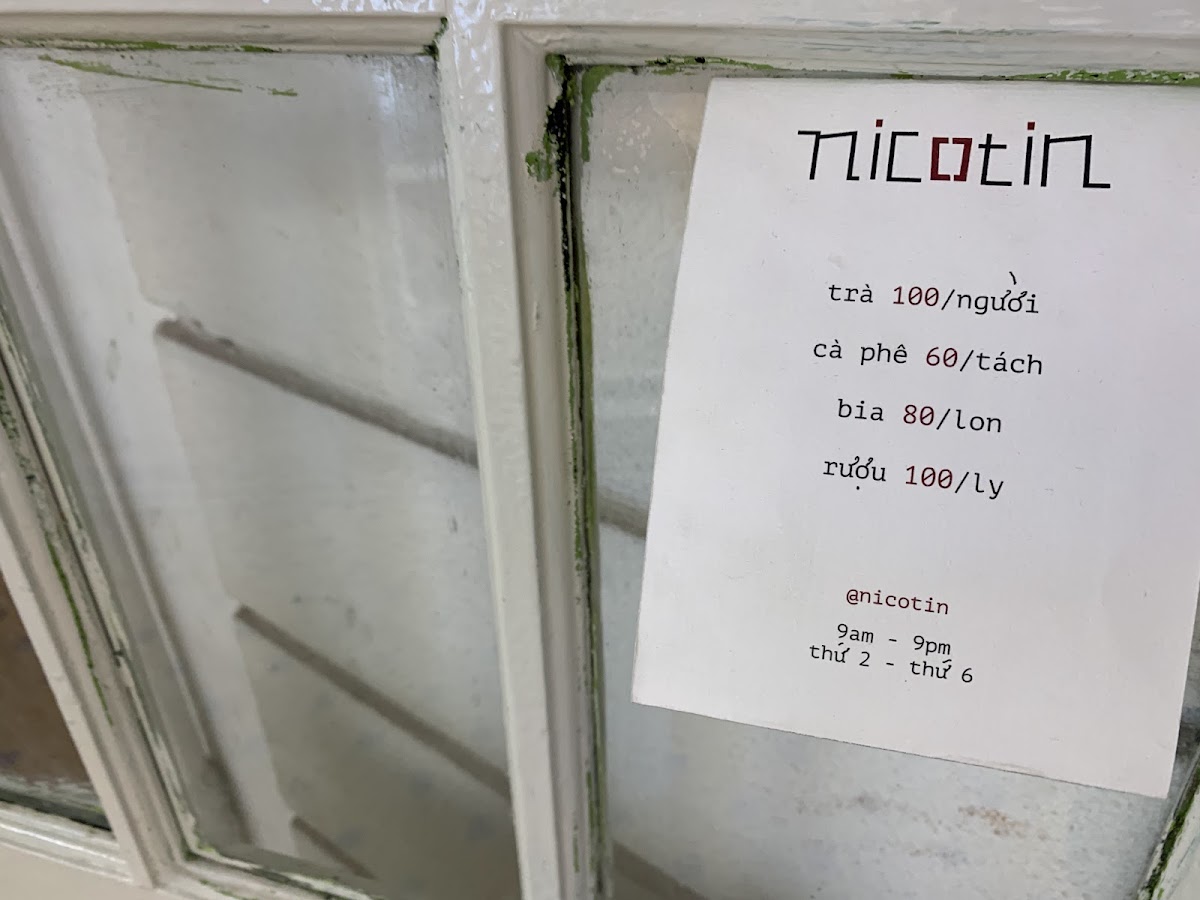 nicotin
trà 100/người
cà phê 60/tách
bia 80/lon
rượu 100/ly
@nicotin
9am - 9pm
thứ 2 - thứ 6